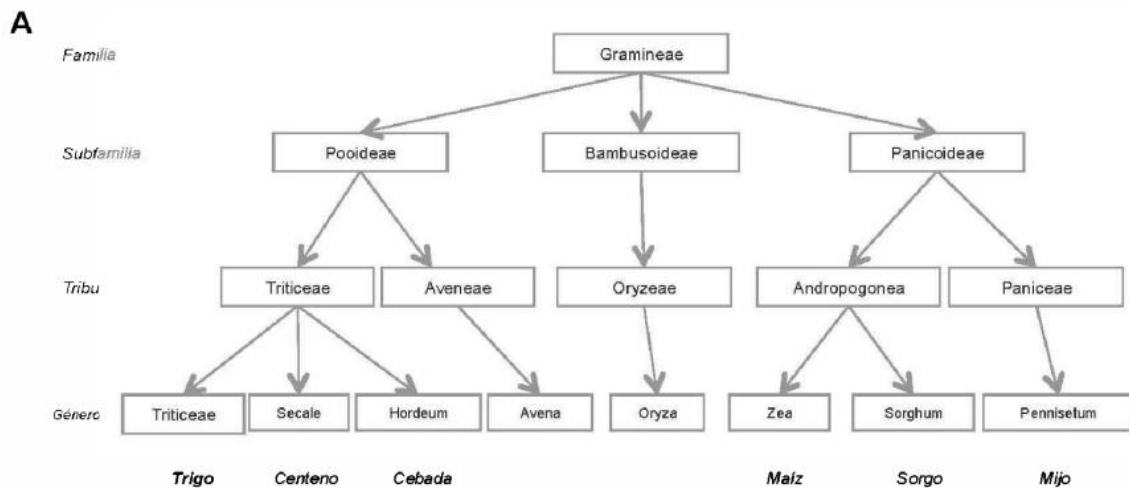 A
Familia Gramineae
Subfamilia Pooideae Bambusoideae Panicoideae
Tribu Triticeae Aveneae Oryzeae Andropogonea Paniceae
Género Triticeae Secale Hordeum Avena Oryza Zea Sorghum Pennisetum
Trigo Centeno Cebada Maíz Sorgo Mijo